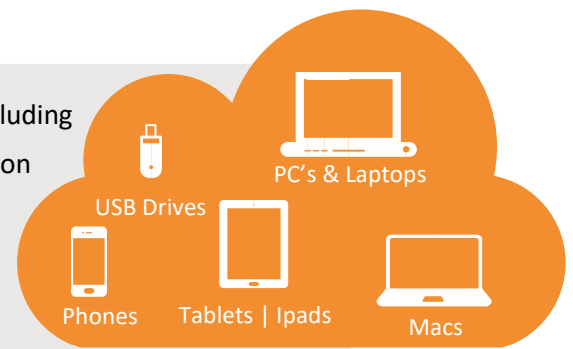 luding
on
PC's & Laptops
USB Drives
Phones
Tablets | Ipads
Macs